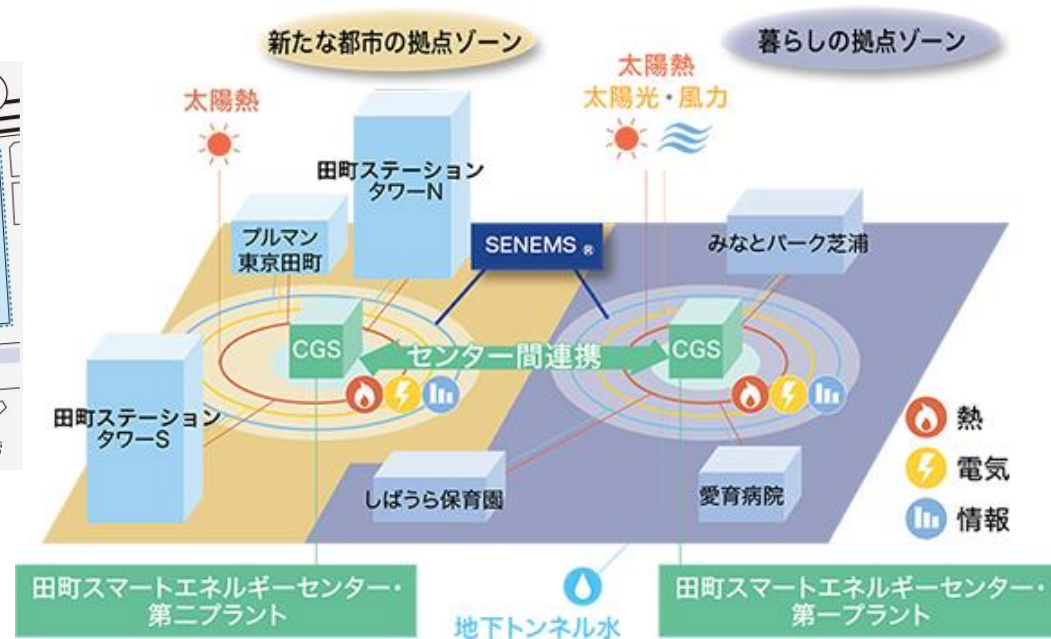 新たな都市の拠点ゾーン
暮らしの拠点ゾーン
太陽熱
太陽熱
太陽光・風力
田町ステーション
タワーN
プルマン
東京田町
SENEMS ®
みなとパーク芝浦
CGS
センター間連携
CGS
田町ステーション
タワーS
しばうら保育園
愛育病院
熱
電気
情報
田町スマートエネルギーセンター・
第二プラント
地下トンネル水
田町スマートエネルギーセンター・
第一プラント